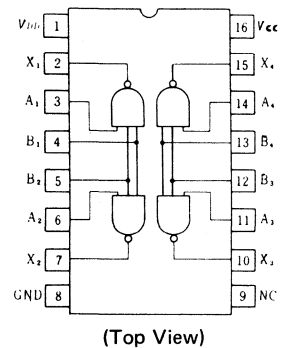 VDD 1 16 VCC
X1 2 15 X4
A1 3 14 A4
B1 4 13 B4
B2 5 12 B3
A2 6 11 A3
X2 7 10 X3
GND 8 9 NC
(Top View)